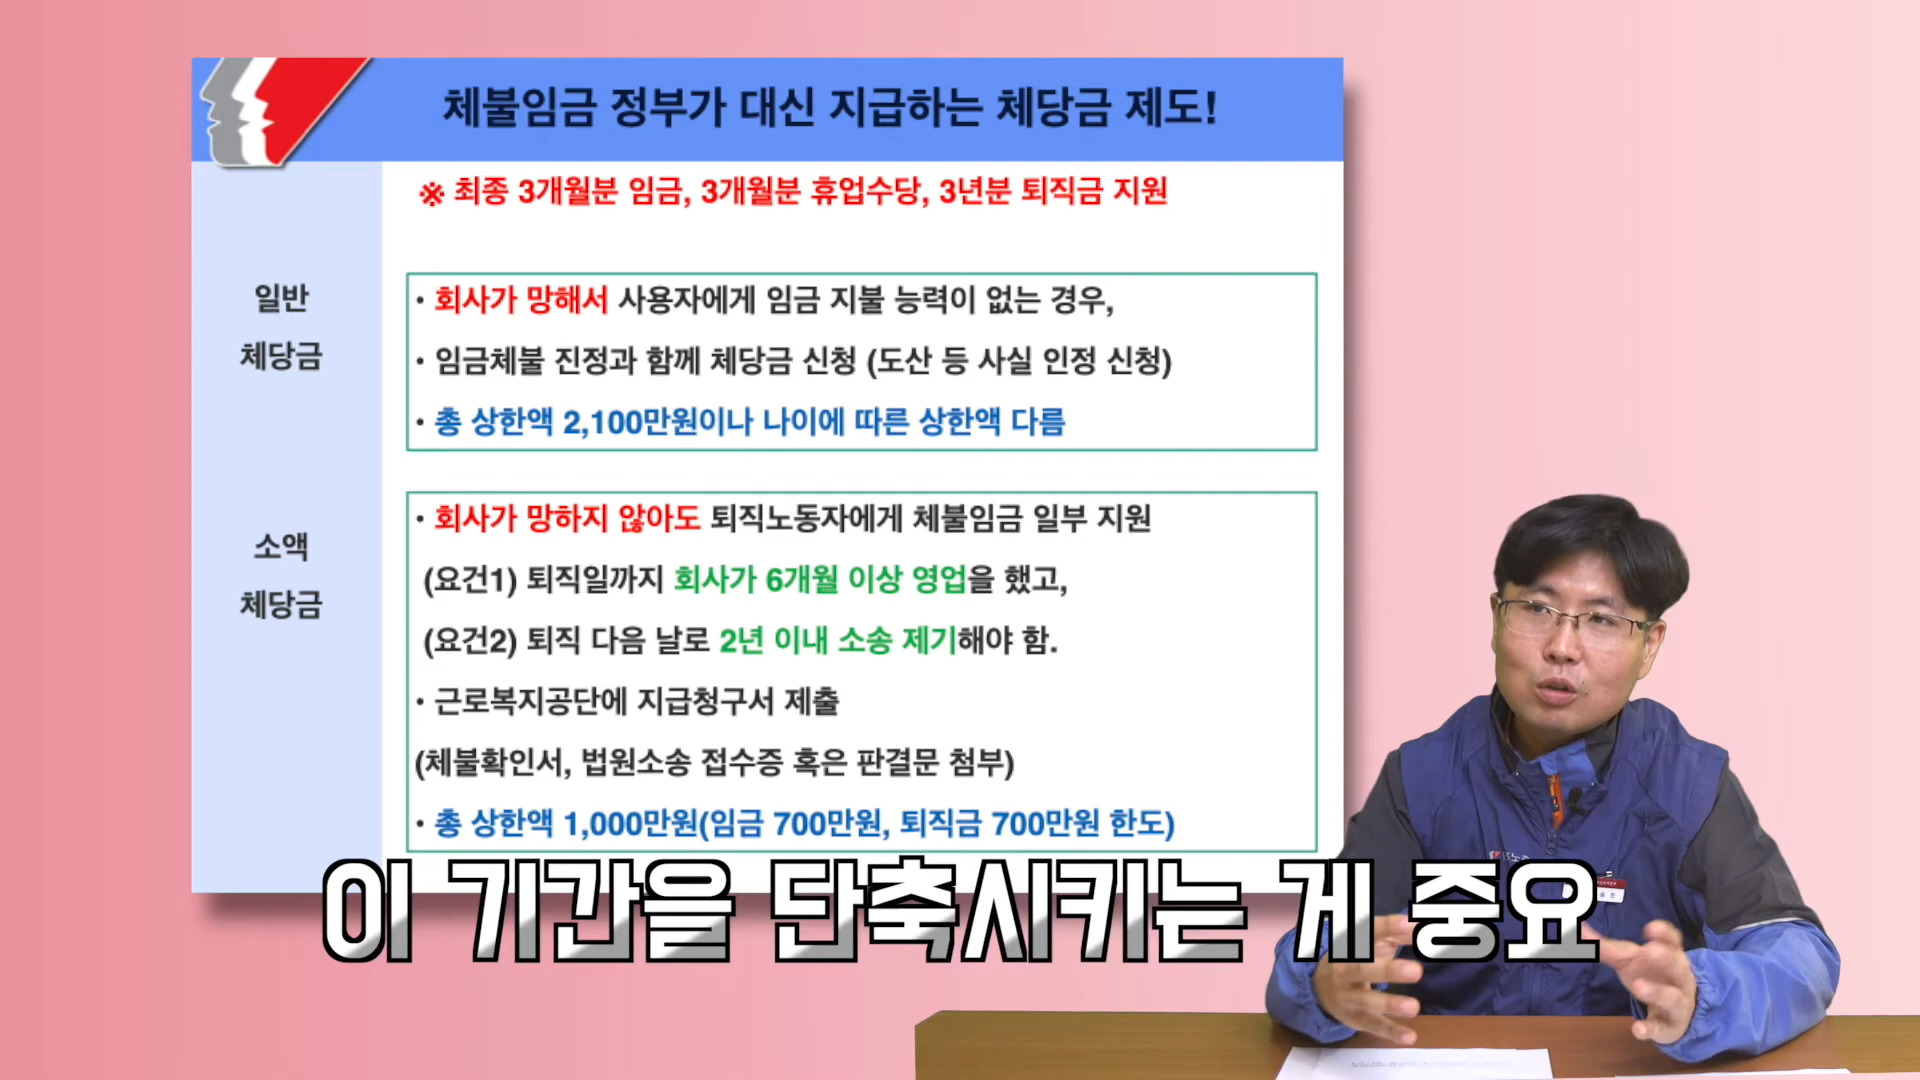 체불임금 정부가 대신 지급하는 체당금 제도!
※ 최종 3개월분 임금, 3개월분 휴업수당, 3년분 퇴직금 지원
일반
체당금
· 회사가 망해서 사용자에게 임금 지불 능력이 없는 경우,
· 임금체불 진정과 함께 체당금 신청 (도산 등 사실 인정 신청)
· 총 상한액 2,100만원이나 나이에 따른 상한액 다름
소액
체당금
· 회사가 망하지 않아도 퇴직노동자에게 체불임금 일부 지원
(요건1) 퇴직일까지 회사가 6개월 이상 영업을 했고,
(요건2) 퇴직 다음 날로 2년 이내 소송 제기해야 함.
· 근로복지공단에 지급청구서 제출
(체불확인서, 법원소송 접수증 혹은 판결문 첨부)
· 총 상한액 1,000만원(임금 700만원, 퇴직금 700만원 한도)
이 기간을 단축시키는 게 중요